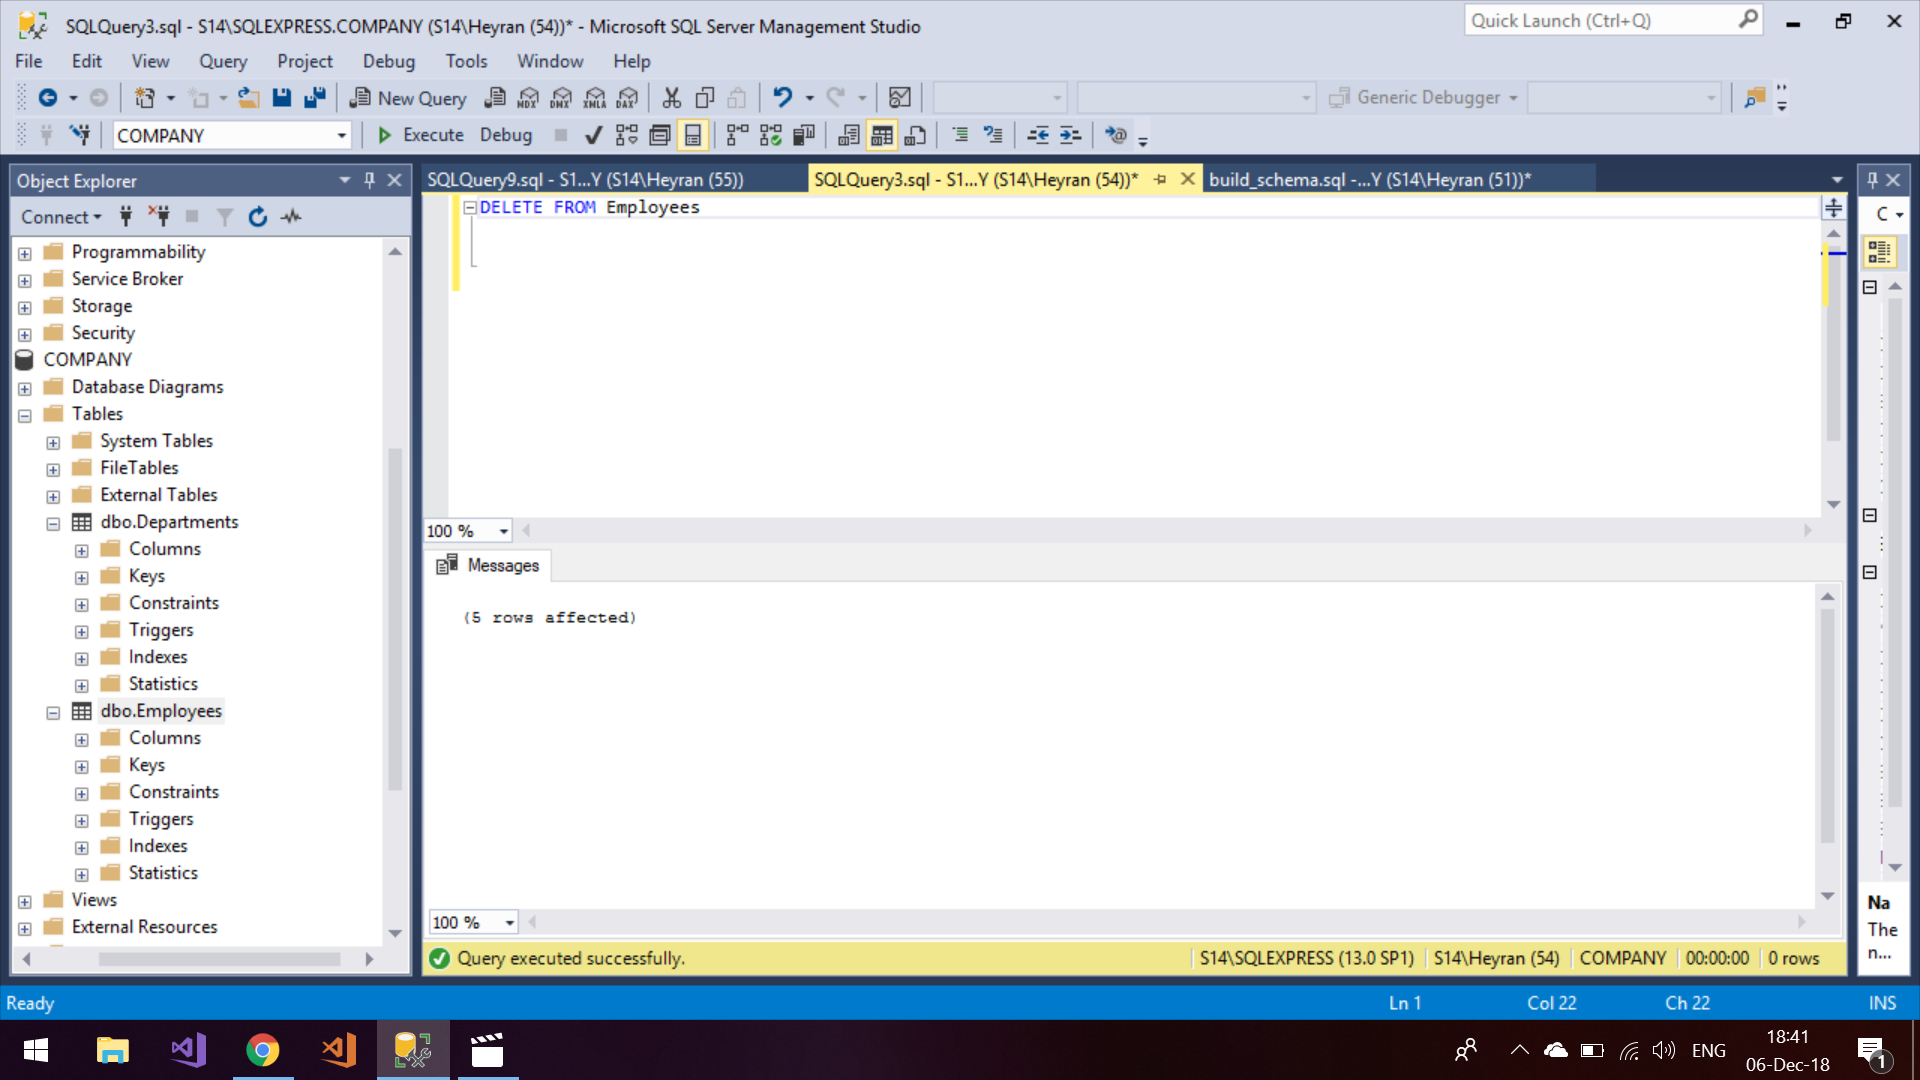 SQLQuery3.sql - S14\SQLEXPRESS.COMPANY (S14\Heyran (54))* - Microsoft SQL Server Management Studio
Quick Launch (Ctrl+Q)
File Edit View Query Project Debug Tools Window Help
New Query MDX DMX XMLA DAX Generic Debugger
COMPANY Execute Debug
Object Explorer
Connect
Programmability
Service Broker
Storage
Security
COMPANY
Database Diagrams
Tables
System Tables
FileTables
External Tables
dbo.Departments
Columns
Keys
Constraints
Triggers
Indexes
Statistics
dbo.Employees
Columns
Keys
Constraints
Triggers
Indexes
Statistics
Views
External Resources
SQLQuery9.sql - S1...Y (S14\Heyran (55)) SQLQuery3.sql - S1...Y (S14\Heyran (54))* build_schema.sql -...Y (S14\Heyran (51))*
DELETE FROM Employees
100 %
Messages
(5 rows affected)
100 %
Query executed successfully. S14\SQLEXPRESS (13.0 SP1) S14\Heyran (54) COMPANY 00:00:00 0 rows
C
Na
The
n...
Ready Ln 1 Col 22 Ch 22 INS
ENG
18:41
06-Dec-18
1